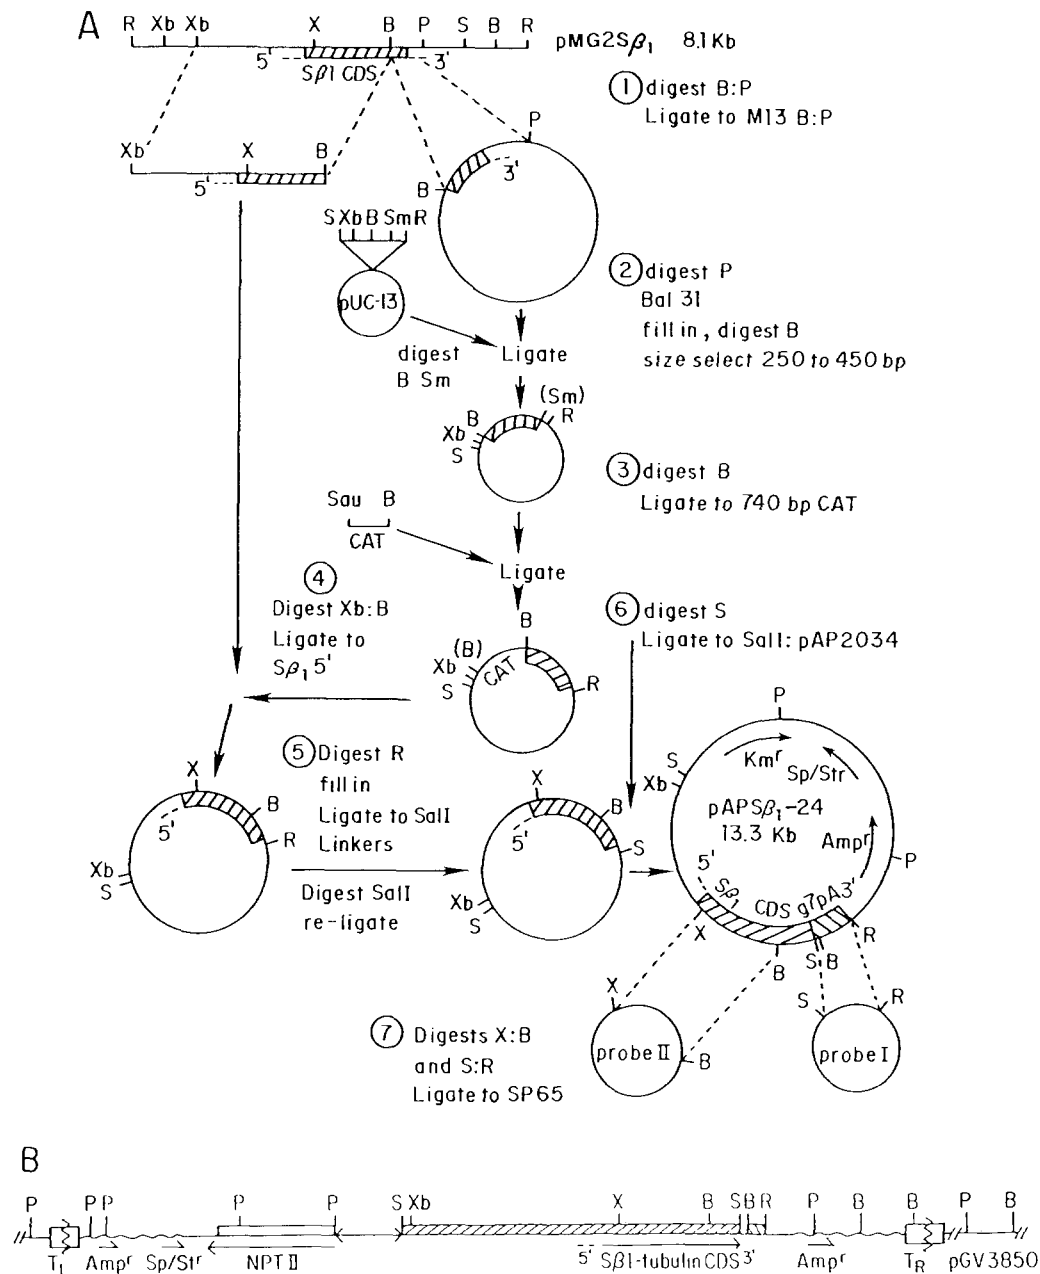 A
R Xb Xb X B P S B R
pMG2Sβ1 8.1Kb
5' 3'
Sβ1 CDS
① digest B:P
Ligate to M13 B:P
P
Xb X B
5'
3'
B
S Xb B Sm R
pUC-13
② digest P
Bal 31
fill in, digest B
size select 250 to 450 bp
digest
B Sm
Ligate
(Sm)
B R
Xb
S
③ digest B
Ligate to 740 bp CAT
Sau B
CAT
Ligate
④
Digest Xb:B
Ligate to
Sβ1 5'
B
(B)
Xb CAT
S R
⑥ digest S
Ligate to SalI: pAP2034
⑤ Digest R
fill in
Ligate to SalI
Linkers
Digest SalI
re-ligate
X
5' B
R
Xb
S
X
5' B
S
Xb
S
P
S
Xb
Kmr
Sp/Str
pAPSβ1-24
13.3 Kb
Ampr
P
5'
Sβ1
CDS g7pA3'
X R
B S B
X B
probe II
S R
probe I
⑦ Digests X:B
and S:R
Ligate to SP65
B
P P P P P S Xb X B S B R P B B P B
TL Ampr Sp/Str NPT II 5' Sβ1-tubulin CDS 3' Ampr TR pGV3850